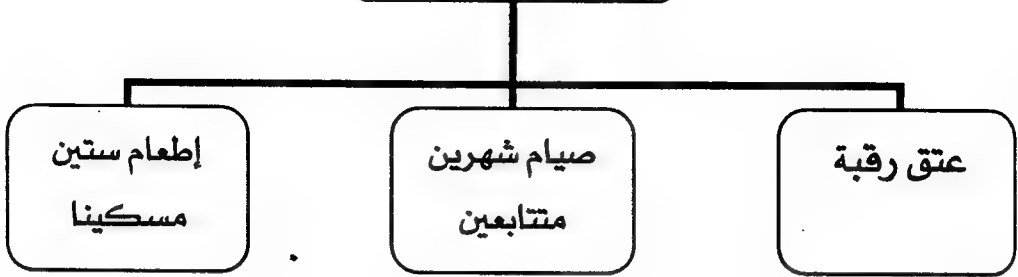 عتق رقبة
صيام شهرين
متتابعين
إطعام ستين
مسكينا